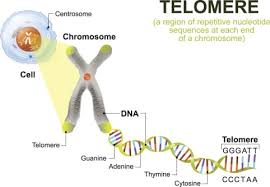 TELOMERE
(a region of repetitive nucleotide
sequences at each end
of a chromosome)
Centrosome
Chromosome
Cell
DNA
Telomere
Guanine
Adenine
Thymine
Cytosine
Telomere
GGGATT
CCCTAA